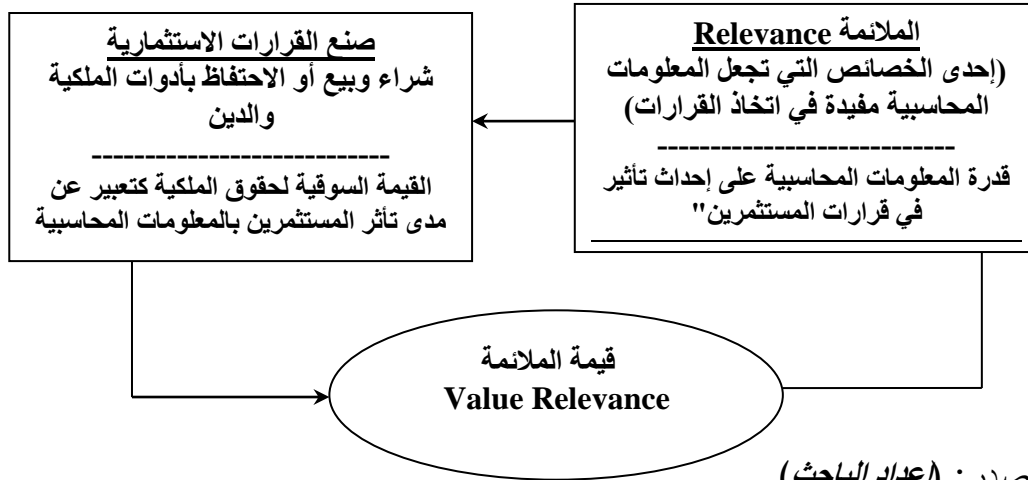 الملائمة Relevance
(إحدى الخصائص التي تجعل المعلومات
المحاسبية مفيدة في اتخاذ القرارات)
----------------------------
قدرة المعلومات المحاسبية على إحداث تأثير
في قرارات المستثمرين"
صنع القرارات الاستثمارية
شراء وبيع أو الاحتفاظ بأدوات الملكية
والدين
----------------------------
القيمة السوقية لحقوق الملكية كتعبير عن
مدى تأثر المستثمرين بالمعلومات المحاسبية
قيمة الملائمة
Value Relevance
(إعداد الباحث)